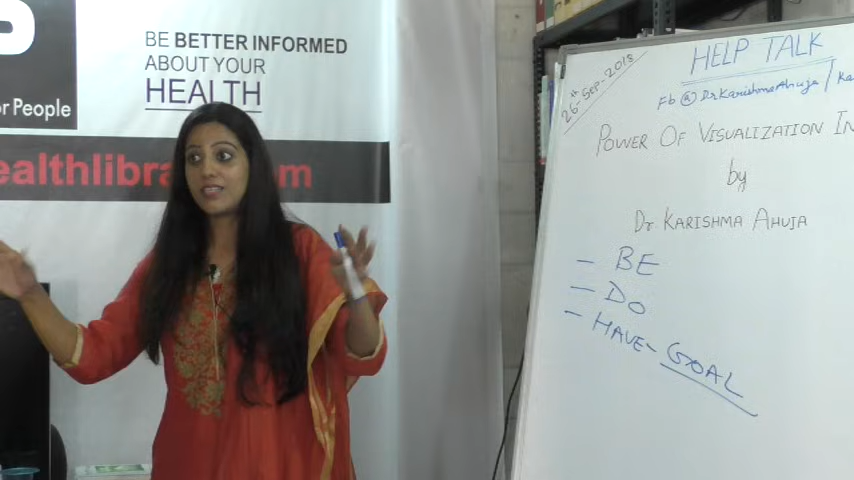 or People
BE BETTER INFORMED
ABOUT YOUR
HEALTH
ealthlibra
m
26th Sep-2018
HELP TALK
Fb @ DrKarishmaAhuja / Ka
POWER OF VISUALIZATION IN
by
Dr. KARISHMA AHUJA
- BE
- DO
- HAVE - GOAL